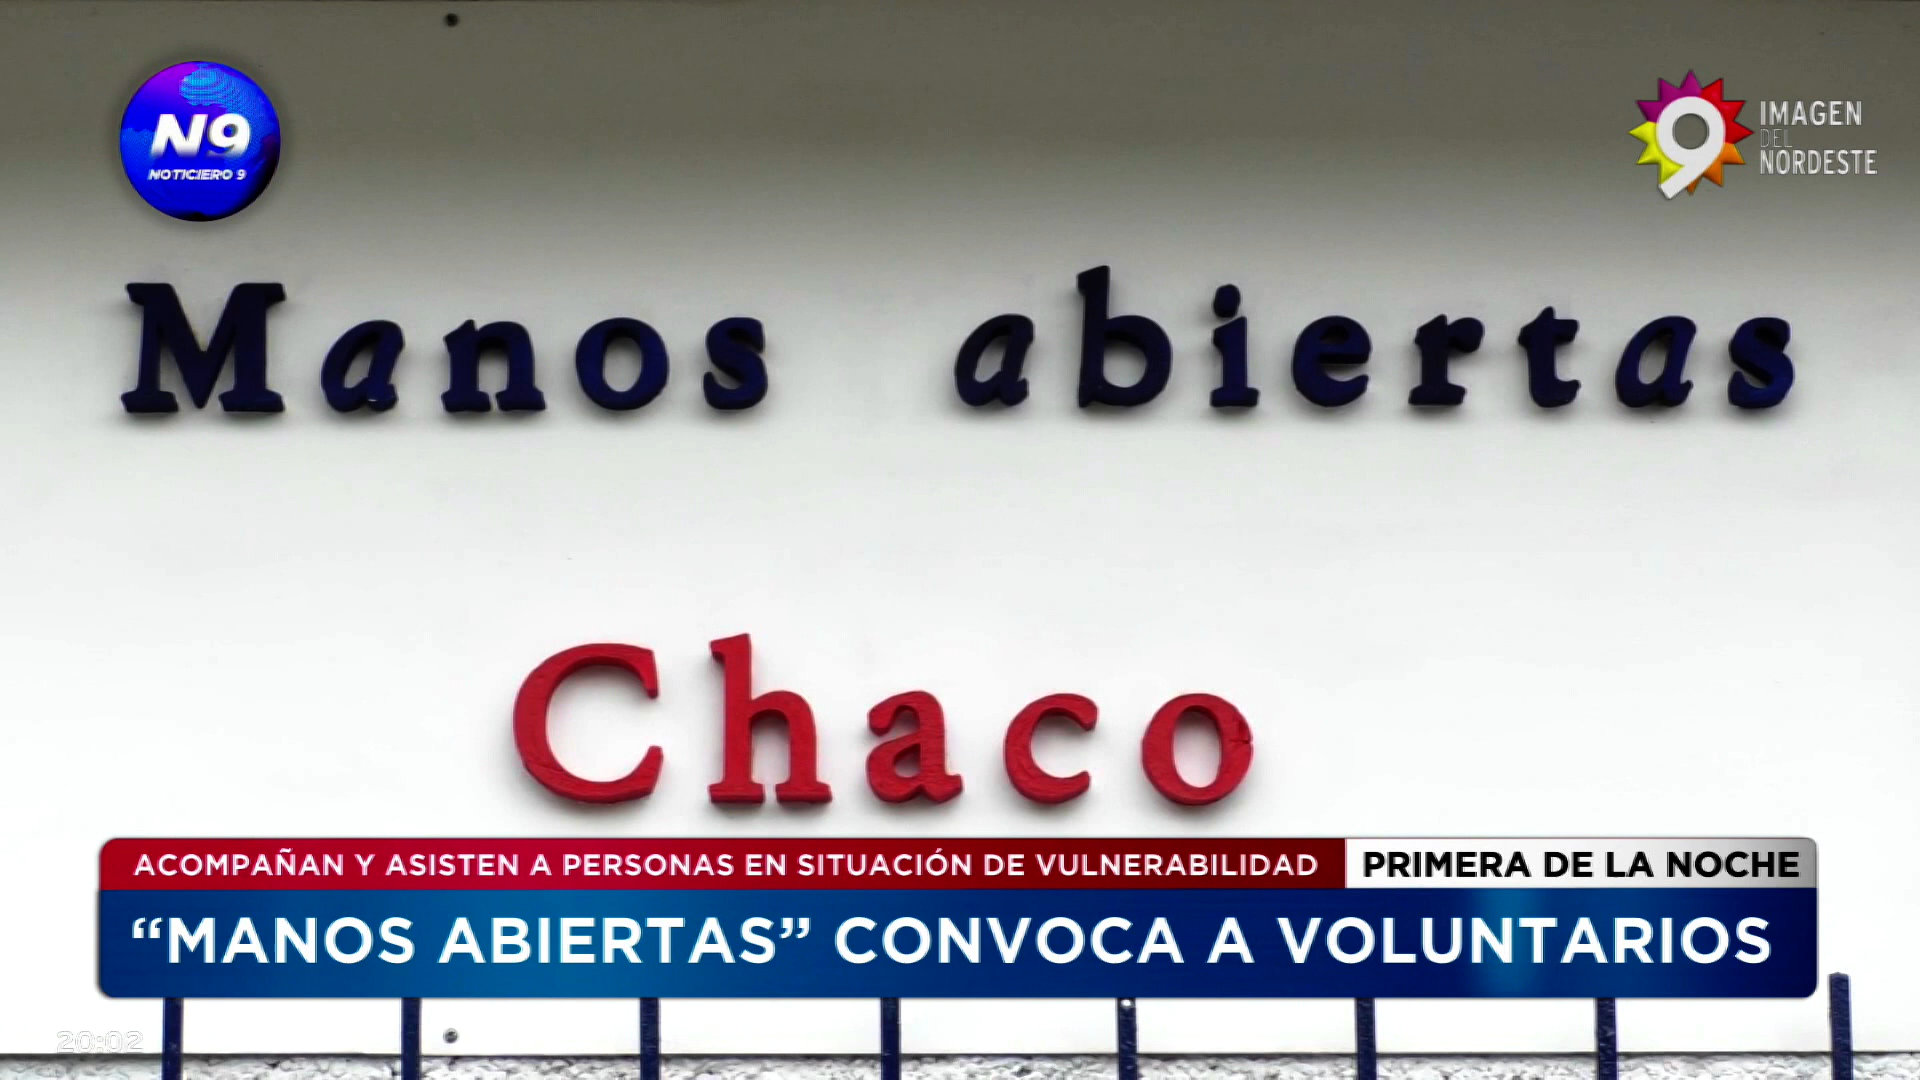 N9
NOTICIERO 9
9
IMAGEN
DEL
NORDESTE
Manos abiertas
Chaco
ACOMPAÑAN Y ASISTEN A PERSONAS EN SITUACIÓN DE VULNERABILIDAD
PRIMERA DE LA NOCHE
“MANOS ABIERTAS” CONVOCA A VOLUNTARIOS
20:02